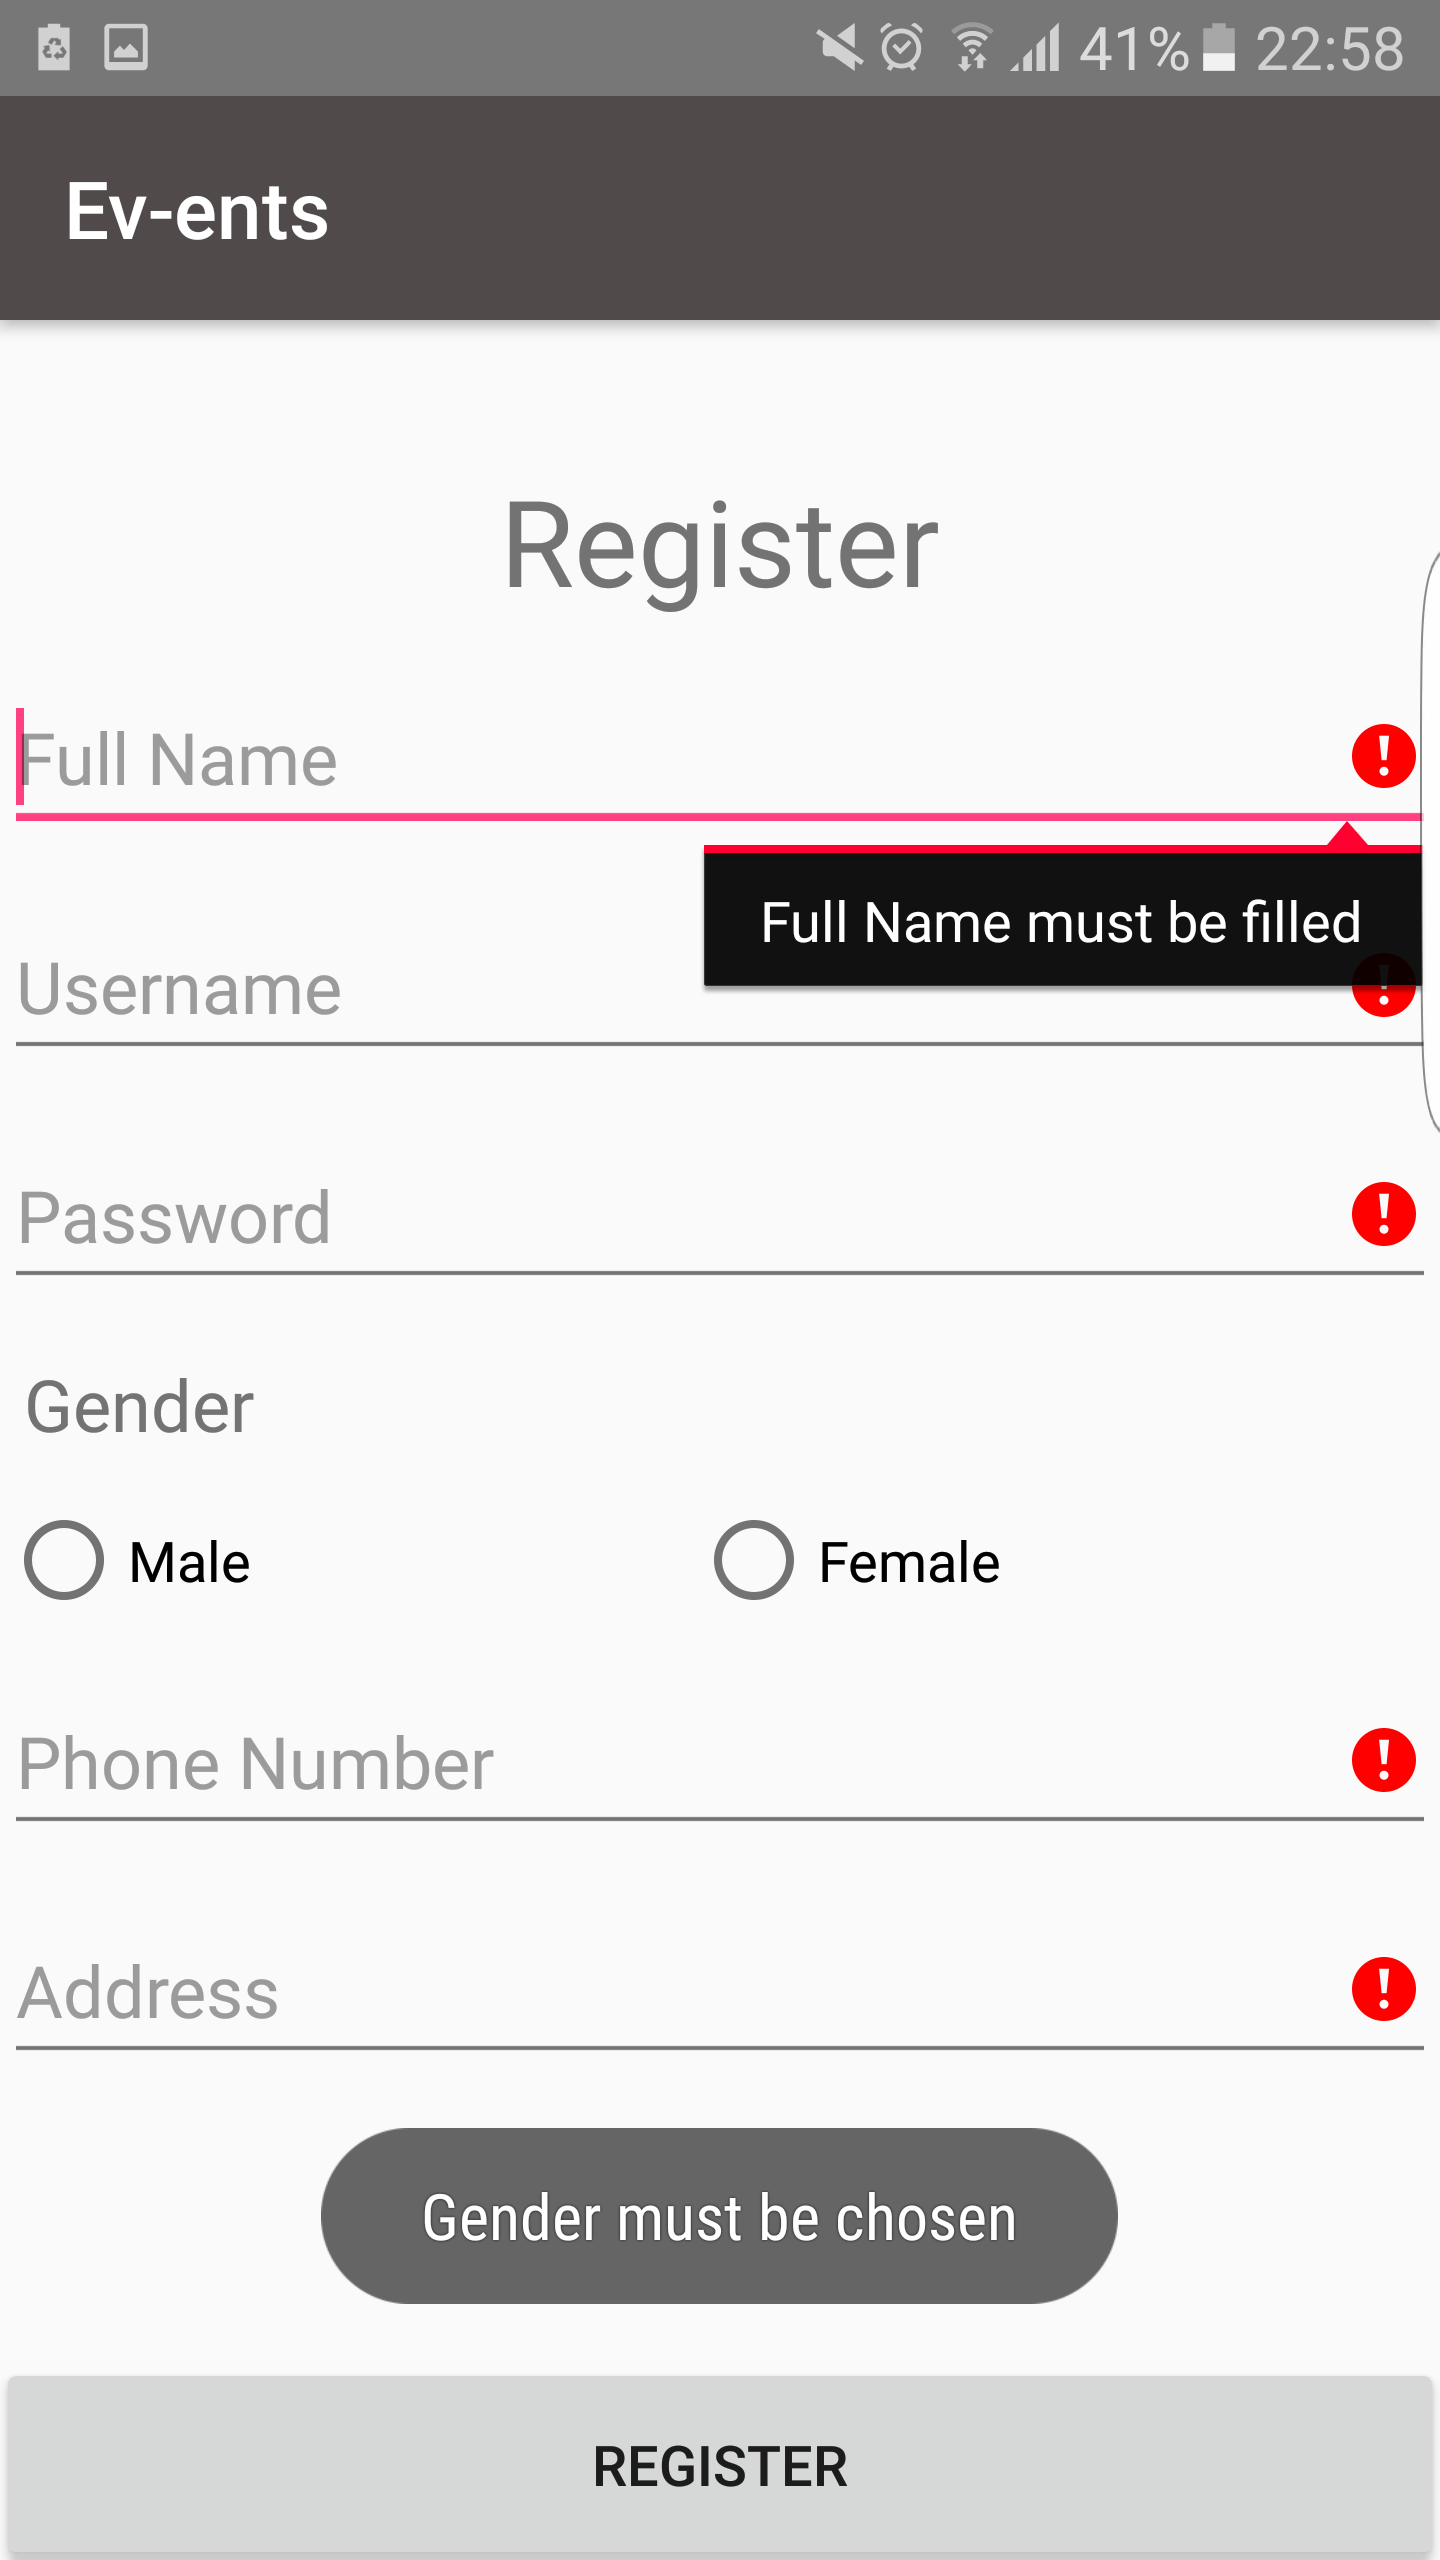 41% 22:58
Ev-ents
Register
Full Name
Full Name must be filled
Username
Password
Gender
Male Female
Phone Number
Address
Gender must be chosen
REGISTER